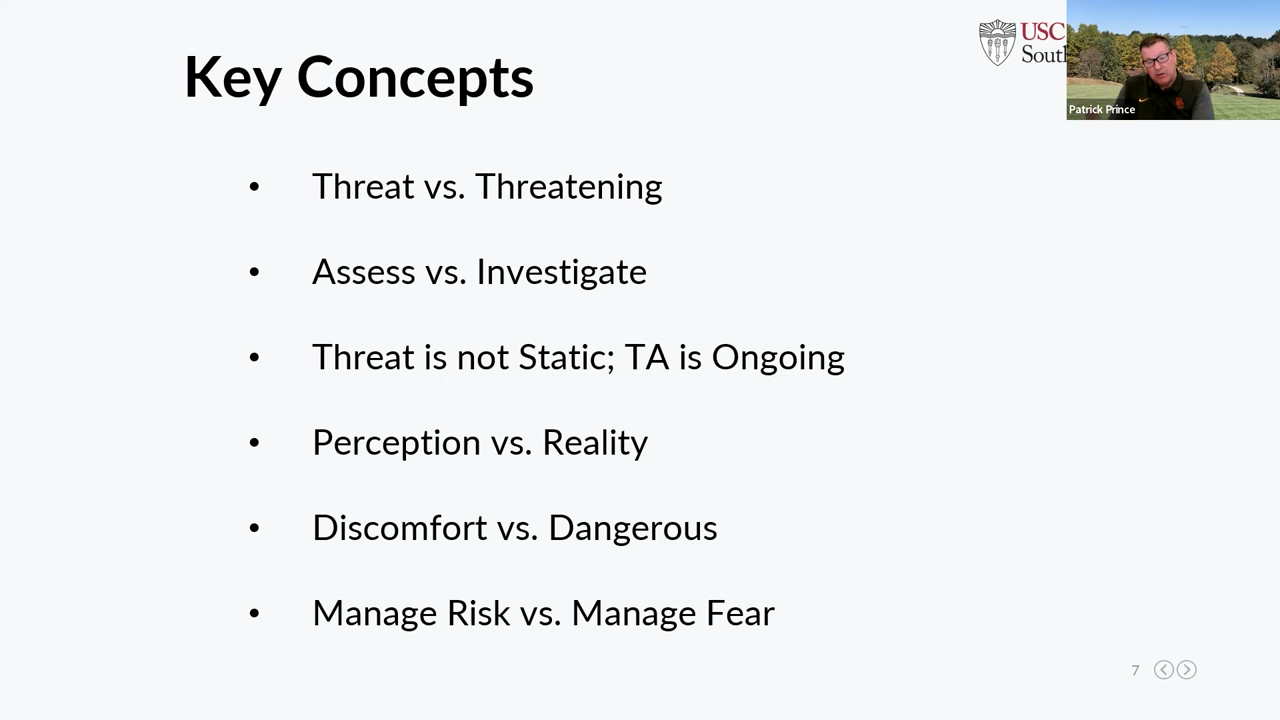 Key Concepts
USC
Patrick Prince
• Threat vs. Threatening
• Assess vs. Investigate
• Threat is not Static; TA is Ongoing
• Perception vs. Reality
• Discomfort vs. Dangerous
• Manage Risk vs. Manage Fear
7